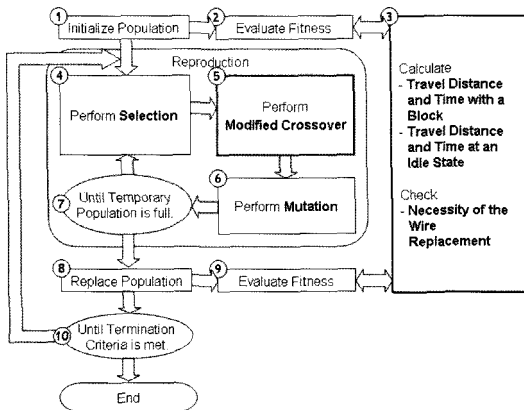 1
Initialize Population
2
Evaluate Fitness
3
Calculate
- Travel Distance
and Time with a
Block
- Travel Distance
and Time at an
Idle State
Check
- Necessity of the
Wire
Replacement
Reproduction
4
Perform Selection
5
Perform
Modified Crossover
6
Perform Mutation
7
Until Temporary
Population is full.
8
Replace Population
9
Evaluate Fitness
10
Until Termination
Criteria is met
End